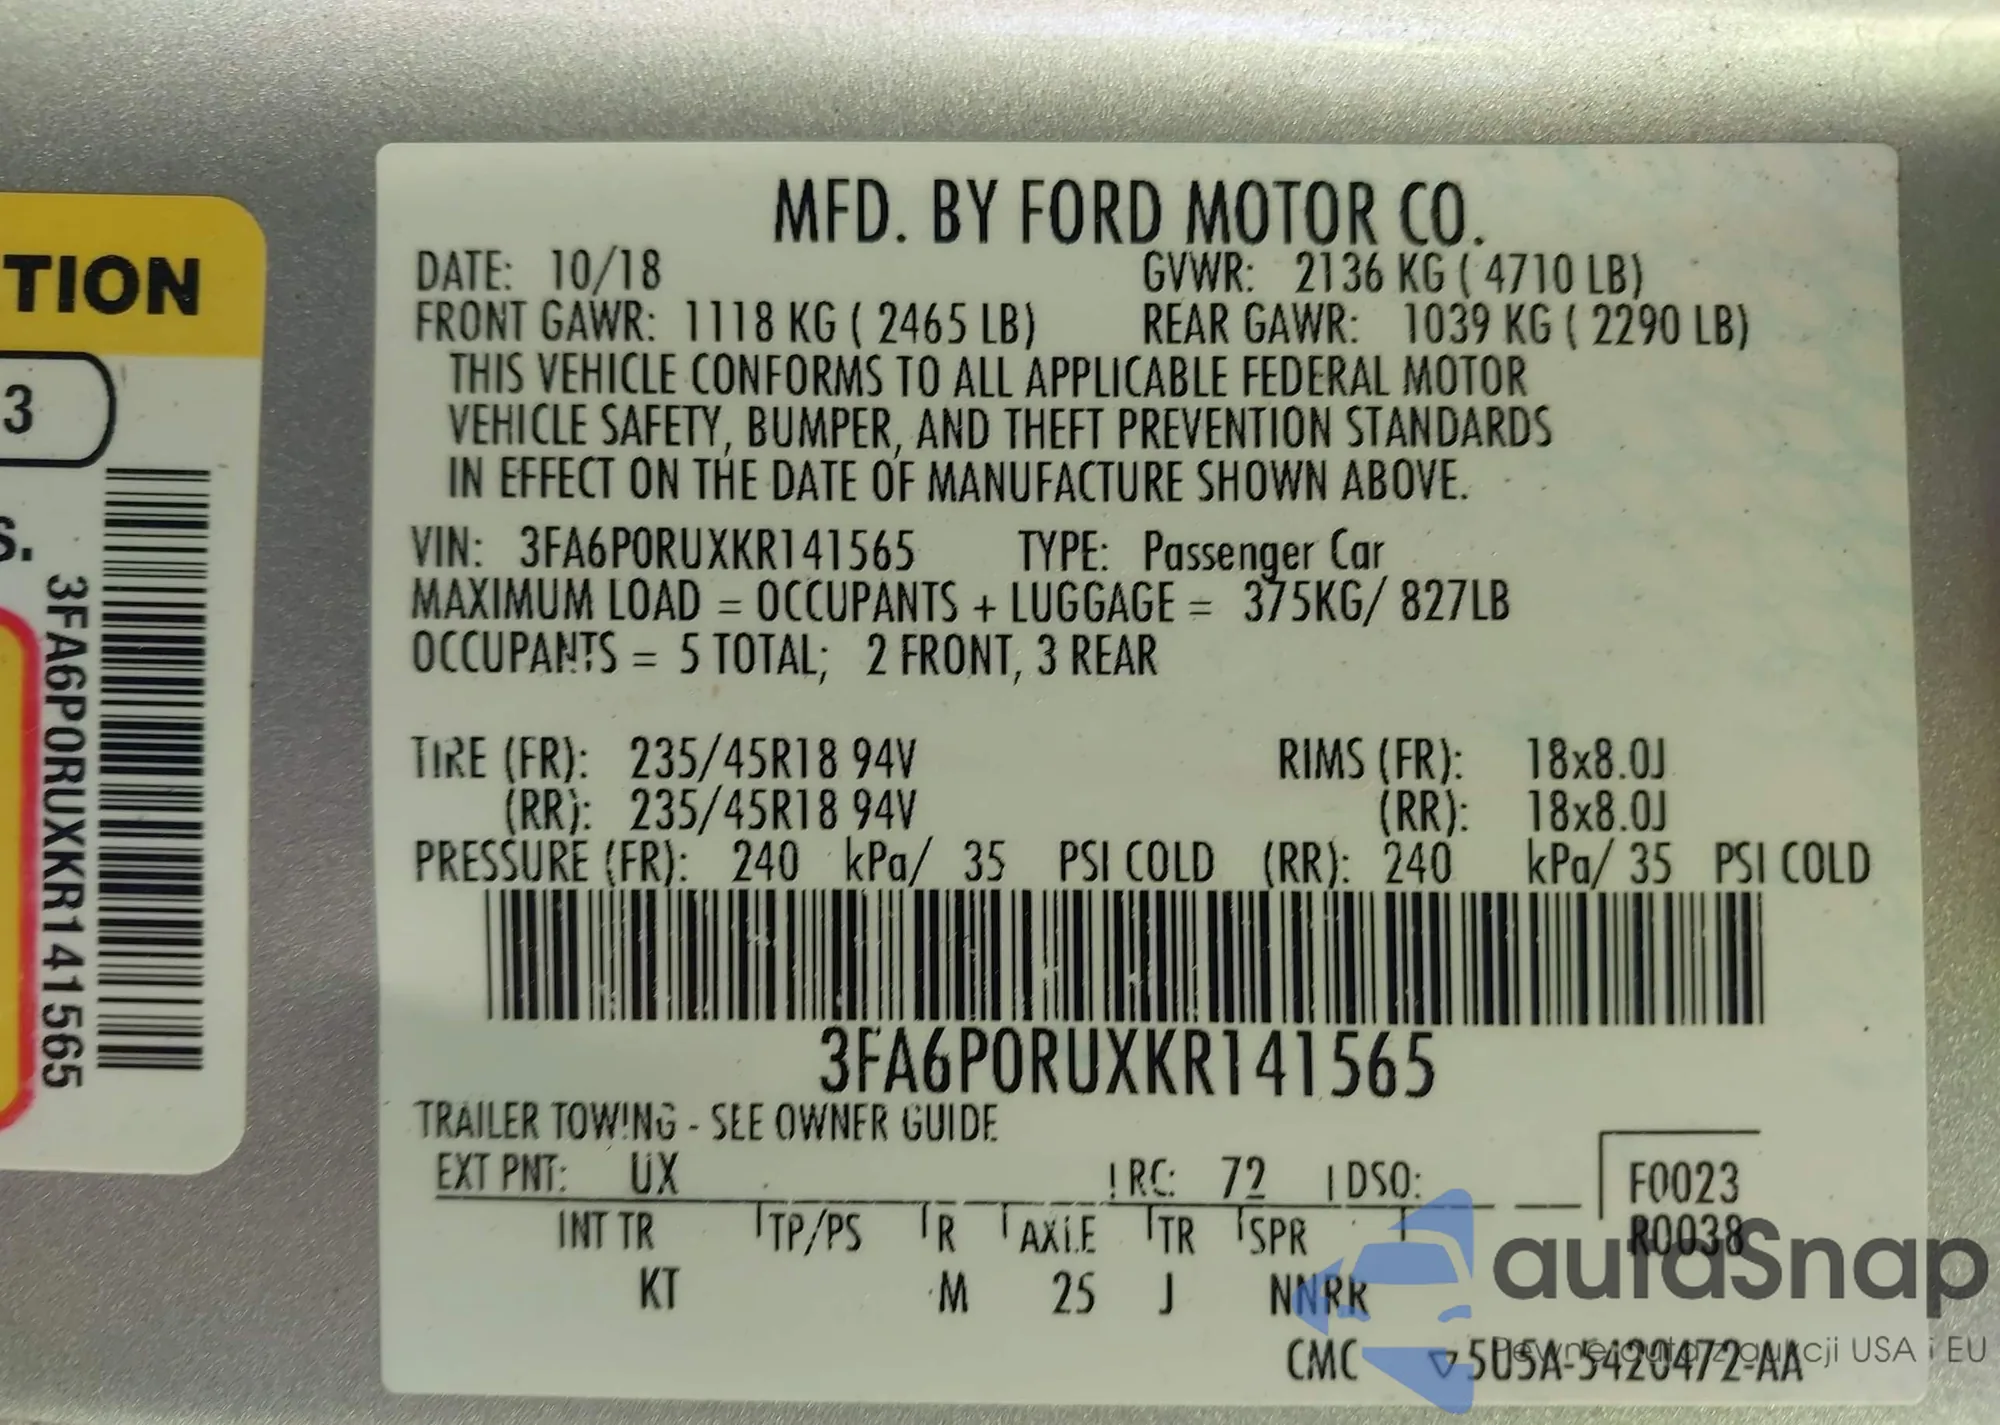 TION
3
S.
3FA6P0RUXKR141565
MFD. BY FORD MOTOR CO.
DATE: 10/18 GVWR: 2136 KG ( 4710 LB)
FRONT GAWR: 1118 KG ( 2465 LB) REAR GAWR: 1039 KG ( 2290 LB)
THIS VEHICLE CONFORMS TO ALL APPLICABLE FEDERAL MOTOR
VEHICLE SAFETY, BUMPER, AND THEFT PREVENTION STANDARDS
IN EFFECT ON THE DATE OF MANUFACTURE SHOWN ABOVE.
VIN: 3FA6P0RUXKR141565 TYPE: Passenger Car
MAXIMUM LOAD = OCCUPANTS + LUGGAGE = 375KG/ 827LB
OCCUPANTS = 5 TOTAL; 2 FRONT, 3 REAR
TIRE (FR): 235/45R18 94V RIMS (FR): 18x8.0J
(RR): 235/45R18 94V (RR): 18x8.0J
PRESSURE (FR): 240 kPa/ 35 PSI COLD (RR): 240 kPa/ 35 PSI COLD
3FA6P0RUXKR141565
TRAILER TOWING - SEE OWNER GUIDE
EXT PNT: UX RC: 72 DSO: F0023
R0038
INT TR TP/PS R AXLE TR SPR
KT M 25 J NNRR
CMC 5U5A-5420472-AA
autoSnap
Pewne auta z aukcji USA i EU